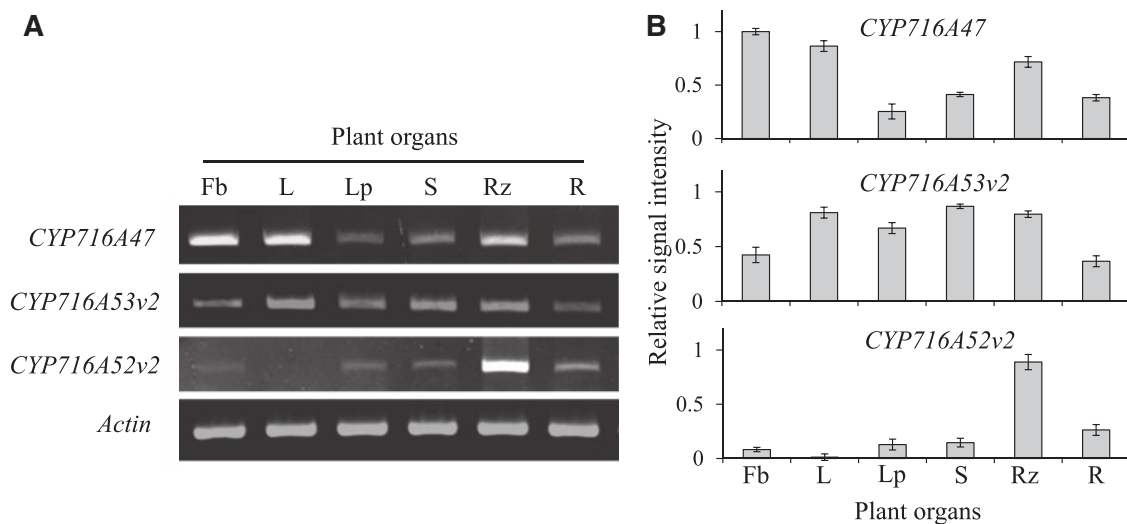 A
Plant organs
Fb L Lp S Rz R
CYP716A47
CYP716A53v2
CYP716A52v2
Actin
B
Relative signal intensity
CYP716A47
1
0.5
0
CYP716A53v2
1
0.5
0
CYP716A52v2
1
0.5
0
Fb L Lp S Rz R
Plant organs